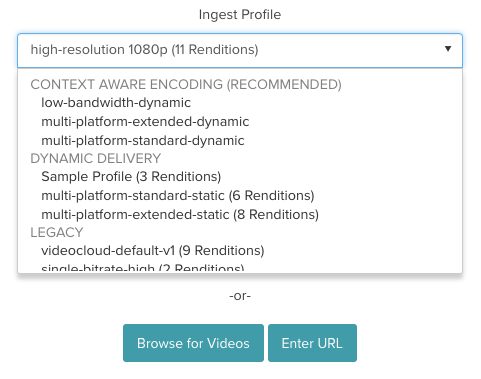 Ingest Profile
high-resolution 1080p (11 Renditions)
CONTEXT AWARE ENCODING (RECOMMENDED)
low-bandwidth-dynamic
multi-platform-extended-dynamic
multi-platform-standard-dynamic
DYNAMIC DELIVERY
Sample Profile (3 Renditions)
multi-platform-standard-static (6 Renditions)
multi-platform-extended-static (8 Renditions)
LEGACY
videocloud-default-v1 (9 Renditions)
single-bitrate-high (2 Renditions)
-or-
Browse for Videos Enter URL